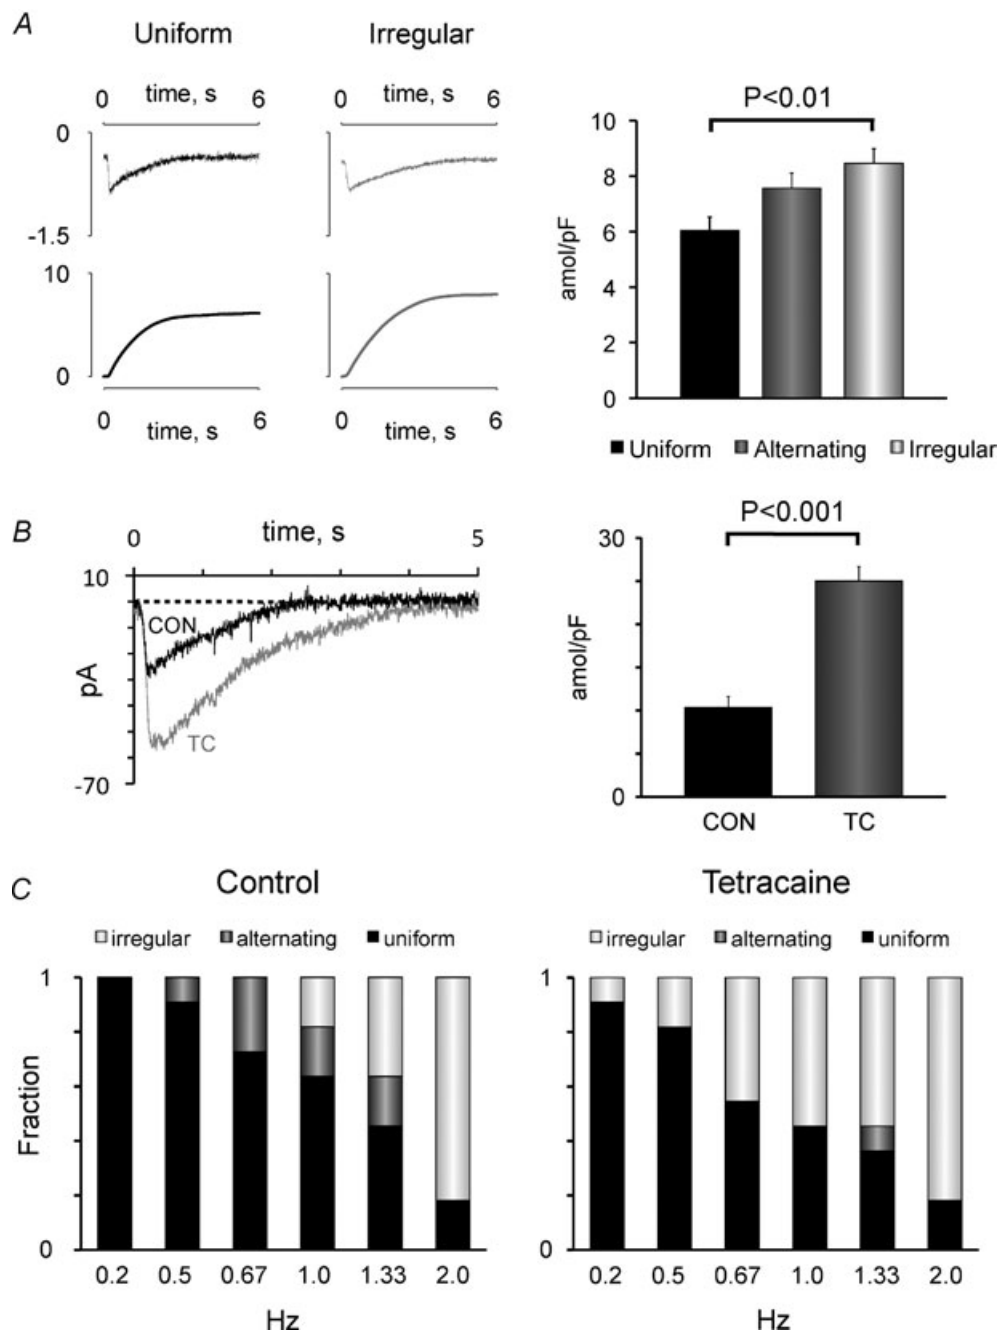 A
Uniform
Irregular
0 time, s 6
0 time, s 6
0
-1.5
10
0
0 6
time, s
0 6
time, s
P<0.01
amol/pF
10
8
6
4
2
0
Uniform Alternating Irregular
B
0 time, s 5
10
pA
-70
CON
TC
P<0.001
amol/pF
30
0
CON TC
C
Control
irregular alternating uniform
Fraction
1
0
0.2 0.5 0.67 1.0 1.33 2.0
Hz
Tetracaine
irregular alternating uniform
1
0
0.2 0.5 0.67 1.0 1.33 2.0
Hz